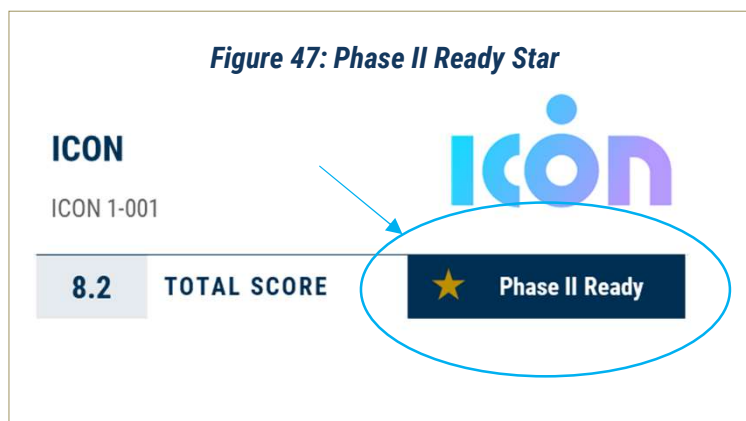 Figure 47: Phase II Ready Star
ICON
icon
ICON 1-001
8.2 TOTAL SCORE ★ Phase II Ready